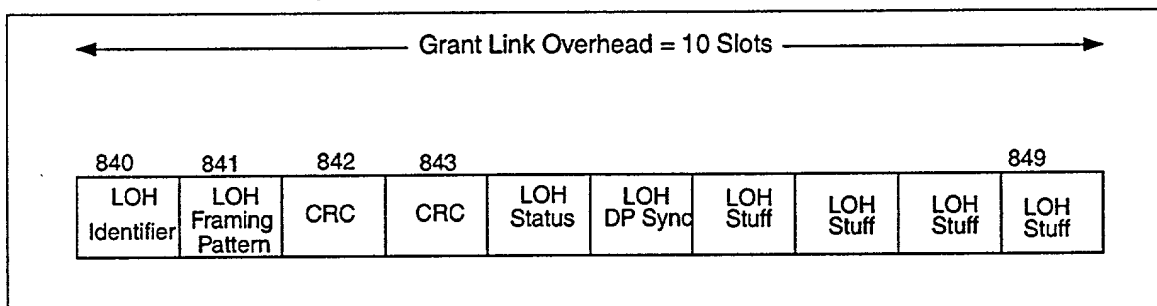 Grant Link Overhead = 10 Slots
840 841 842 843 849
LOH Identifier
LOH Framing Pattern
CRC
CRC
LOH Status
LOH DP Sync
LOH Stuff
LOH Stuff
LOH Stuff
LOH Stuff